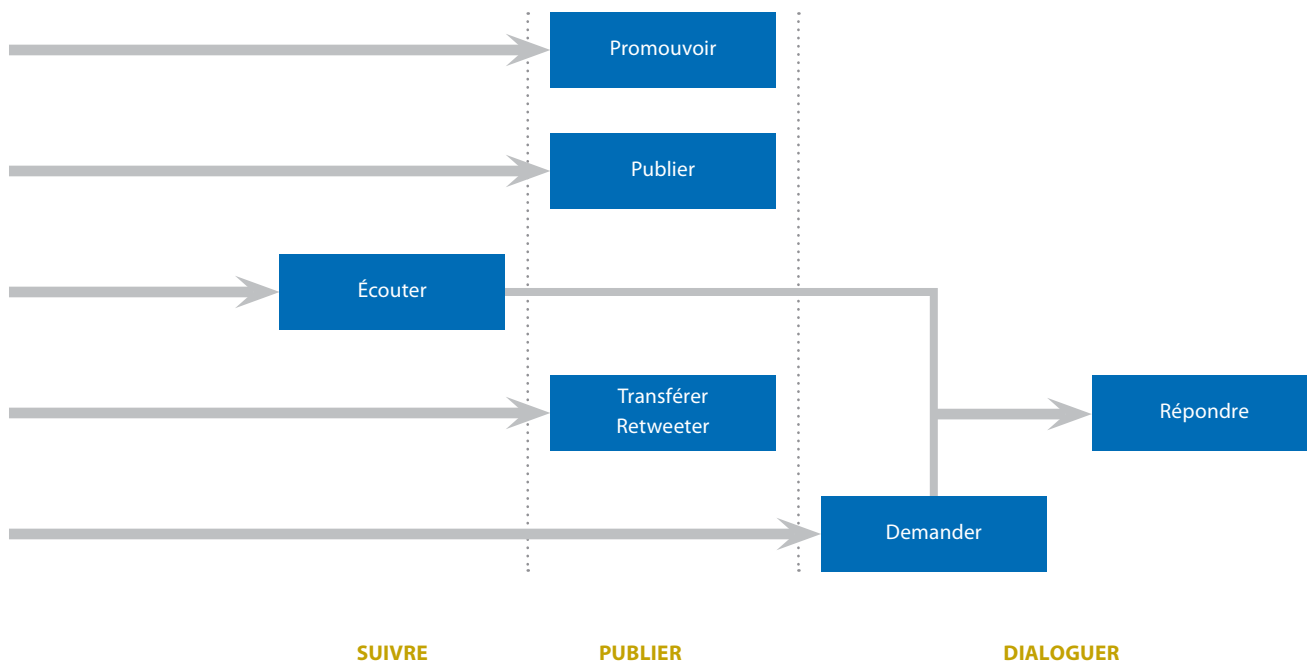 Promouvoir
Publier
Écouter
Transférer
Retweeter
Répondre
Demander
SUIVRE
PUBLIER
DIALOGUER